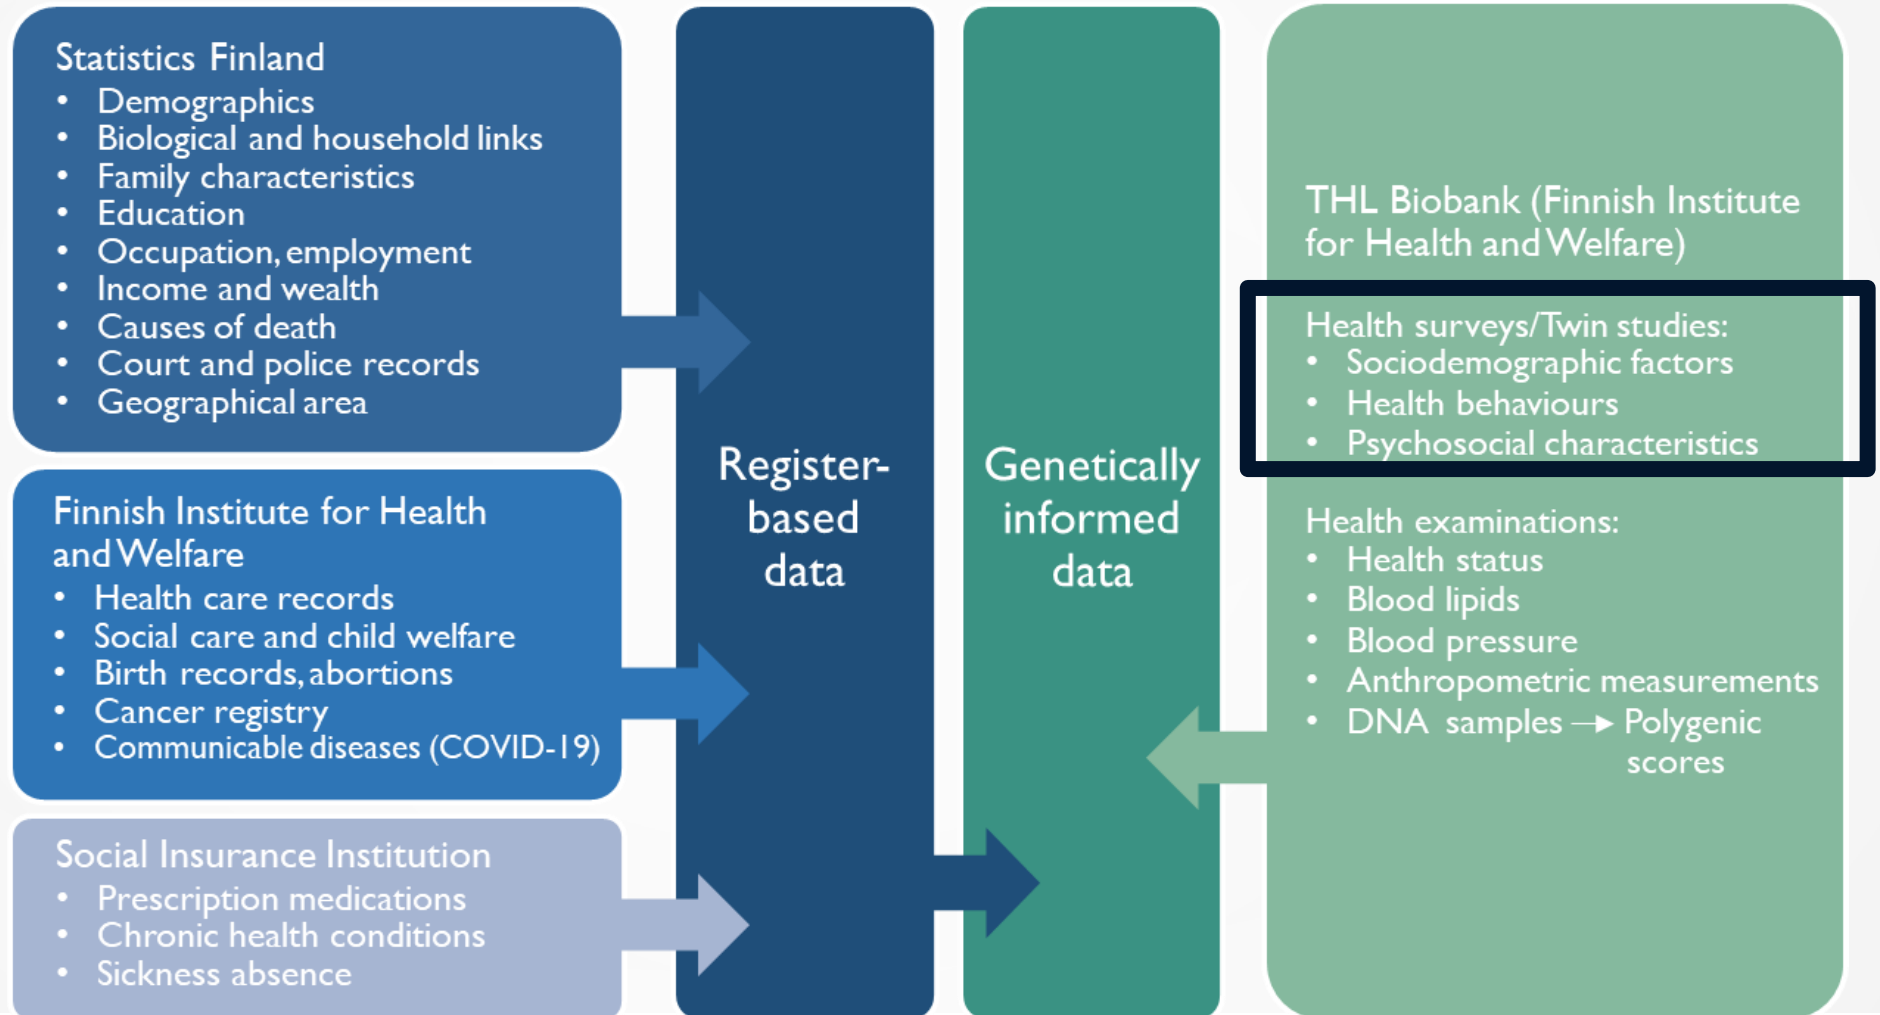 Statistics Finland
• Demographics
• Biological and household links
• Family characteristics
• Education
• Occupation, employment
• Income and wealth
• Causes of death
• Court and police records
• Geographical area
Finnish Institute for Health
and Welfare
• Health care records
• Social care and child welfare
• Birth records, abortions
• Cancer registry
• Communicable diseases (COVID-19)
Social Insurance Institution
• Prescription medications
• Chronic health conditions
• Sickness absence
Register-
based
data
Genetically
informed
data
THL Biobank (Finnish Institute
for Health and Welfare)
Health surveys/Twin studies:
• Sociodemographic factors
• Health behaviours
• Psychosocial characteristics
Health examinations:
• Health status
• Blood lipids
• Blood pressure
• Anthropometric measurements
• DNA samples → Polygenic
scores